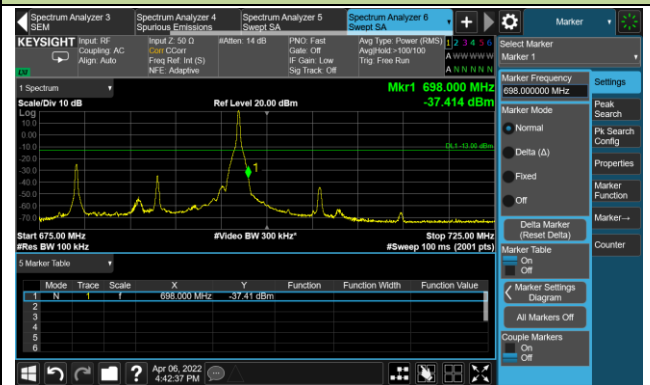 Spectrum Analyzer 3
SEM
Spectrum Analyzer 4
Spurious Emissions
Spectrum Analyzer 5
Swept SA
Spectrum Analyzer 6
Swept SA
Marker
KEYSIGHT
Input: RF
Coupling: AC
Align: Auto
Input Z: 50 Ω
Corr CCorr
Freq Ref: Int (S)
NFE: Adaptive
#Atten: 14 dB
PNO: Fast
Gate: Off
IF Gain: Low
Sig Track: Off
Avg Type: Power (RMS)
Avg|Hold:>100/100
Trig: Free Run
1 2 3 4 5 6
A W W W W W
A N N N N N
LXI
1 Spectrum
Scale/Div 10 dB
Ref Level 20.00 dBm
Mkr1 698.000 MHz
-37.414 dBm
Log
10.0
0.00
-10.0
-20.0
-30.0
-40.0
-50.0
-60.0
-70.0
DL1 -13.00 dBm
1
Start 675.00 MHz
#Res BW 100 kHz
#Video BW 300 kHz*
Stop 725.00 MHz
#Sweep 100 ms (2001 pts)
5 Marker Table
Mode Trace Scale X Y Function Function Width Function Value
1 N 1 f 698.000 MHz -37.41 dBm
2
3
4
5
6
Select Marker
Marker 1
Marker Frequency
698.000000 MHz
Marker Mode
Normal
Delta (Δ)
Fixed
Off
Delta Marker
(Reset Delta)
Marker Table
On
Off
Marker Settings
Diagram
All Markers Off
Couple Markers
On
Off
Settings
Peak
Search
Pk Search
Config
Properties
Marker
Function
Marker→
Counter
?
Apr 06, 2022
4:42:37 PM